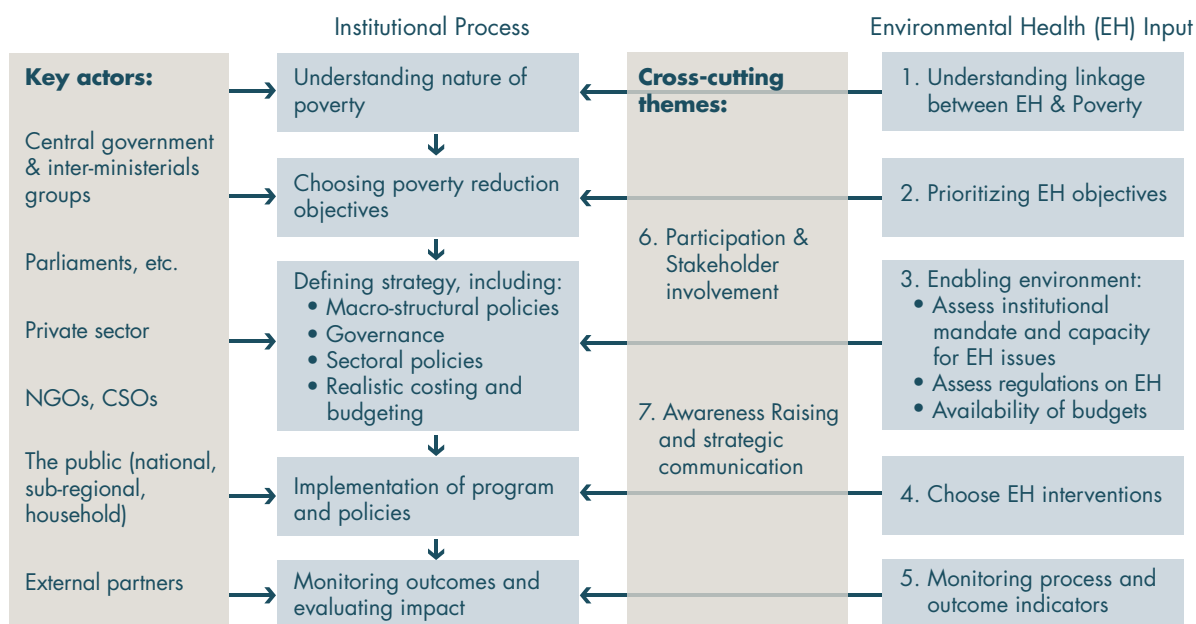 Institutional Process
Environmental Health (EH) Input
Key actors:
Central government
& inter-ministerials
groups
Parliaments, etc.
Private sector
NGOs, CSOs
The public (national,
sub-regional,
household)
External partners
Understanding nature of
poverty
Choosing poverty reduction
objectives
Defining strategy, including:
• Macro-structural policies
• Governance
• Sectoral policies
• Realistic costing and
budgeting
Implementation of program
and policies
Monitoring outcomes and
evaluating impact
Cross-cutting
themes:
6. Participation &
Stakeholder
involvement
7. Awareness Raising
and strategic
communication
1. Understanding linkage
between EH & Poverty
2. Prioritizing EH objectives
3. Enabling environment:
• Assess institutional
mandate and capacity
for EH issues
• Assess regulations on EH
• Availability of budgets
4. Choose EH interventions
5. Monitoring process and
outcome indicators